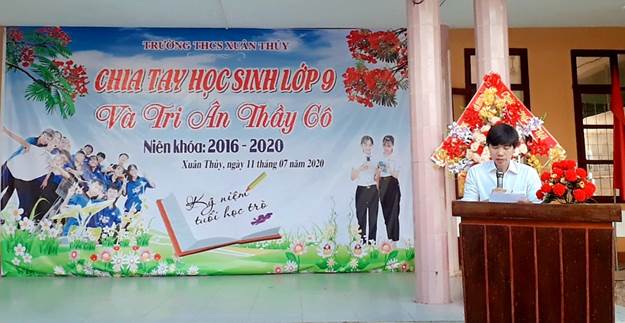 TRƯỜNG THCS XUÂN THỦY
CHIA TAY HỌC SINH LỚP 9
Và Tri Ân Thầy Cô
Niên khóa: 2016 - 2020
Xuân Thủy, ngày 11 tháng 07 năm 2020
Kỷ niệm
tuổi học trò